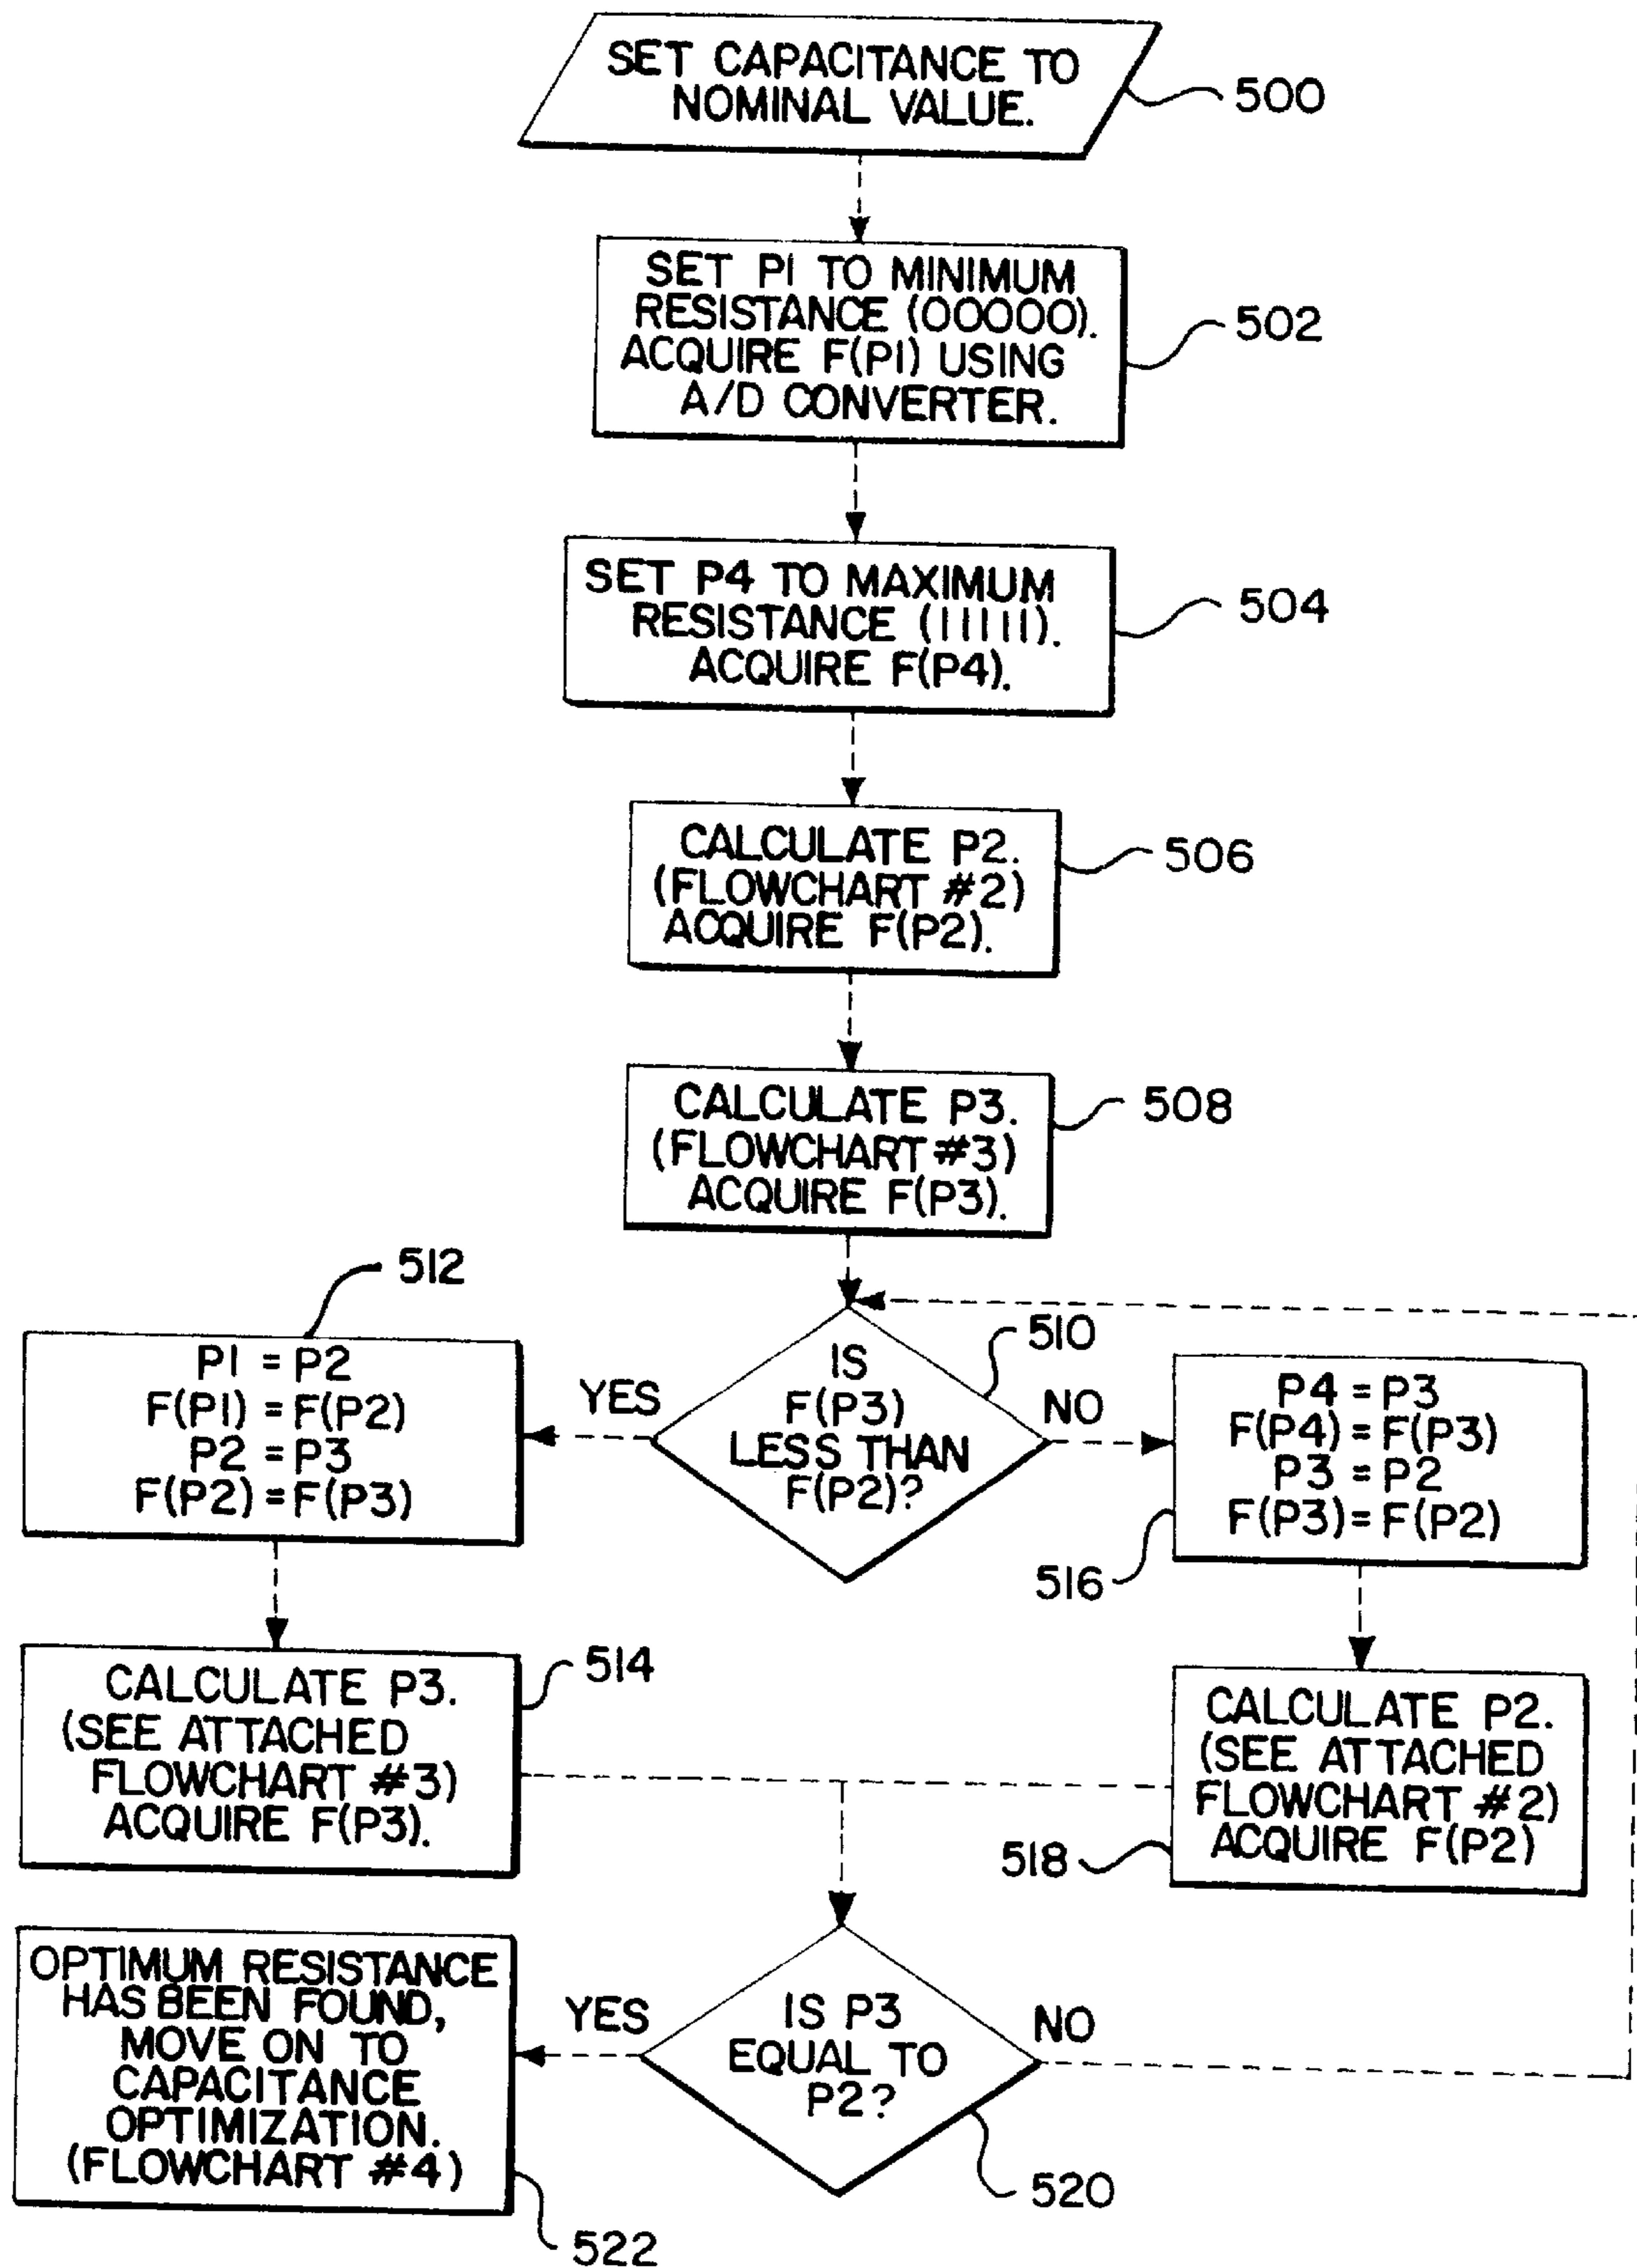 SET CAPACITANCE TO
NOMINAL VALUE.
500
SET P1 TO MINIMUM
RESISTANCE (00000).
ACQUIRE F(P1) USING
A/D CONVERTER.
502
SET P4 TO MAXIMUM
RESISTANCE (11111).
ACQUIRE F(P4).
504
CALCULATE P2.
(FLOWCHART #2)
ACQUIRE F(P2).
506
CALCULATE P3.
(FLOWCHART #3)
ACQUIRE F(P3).
508
512
P1 = P2
F(P1) = F(P2)
P2 = P3
F(P2) = F(P3)
YES
IS
F(P3)
LESS THAN
F(P2)?
510
NO
P4 = P3
F(P4) = F(P3)
P3 = P2
F(P3) = F(P2)
516
CALCULATE P3.
(SEE ATTACHED
FLOWCHART #3)
ACQUIRE F(P3).
514
CALCULATE P2.
(SEE ATTACHED
FLOWCHART #2)
ACQUIRE F(P2)
518
OPTIMUM RESISTANCE
HAS BEEN FOUND,
MOVE ON TO
CAPACITANCE
OPTIMIZATION.
(FLOWCHART #4)
522
YES
IS P3
EQUAL TO
P2?
NO
520